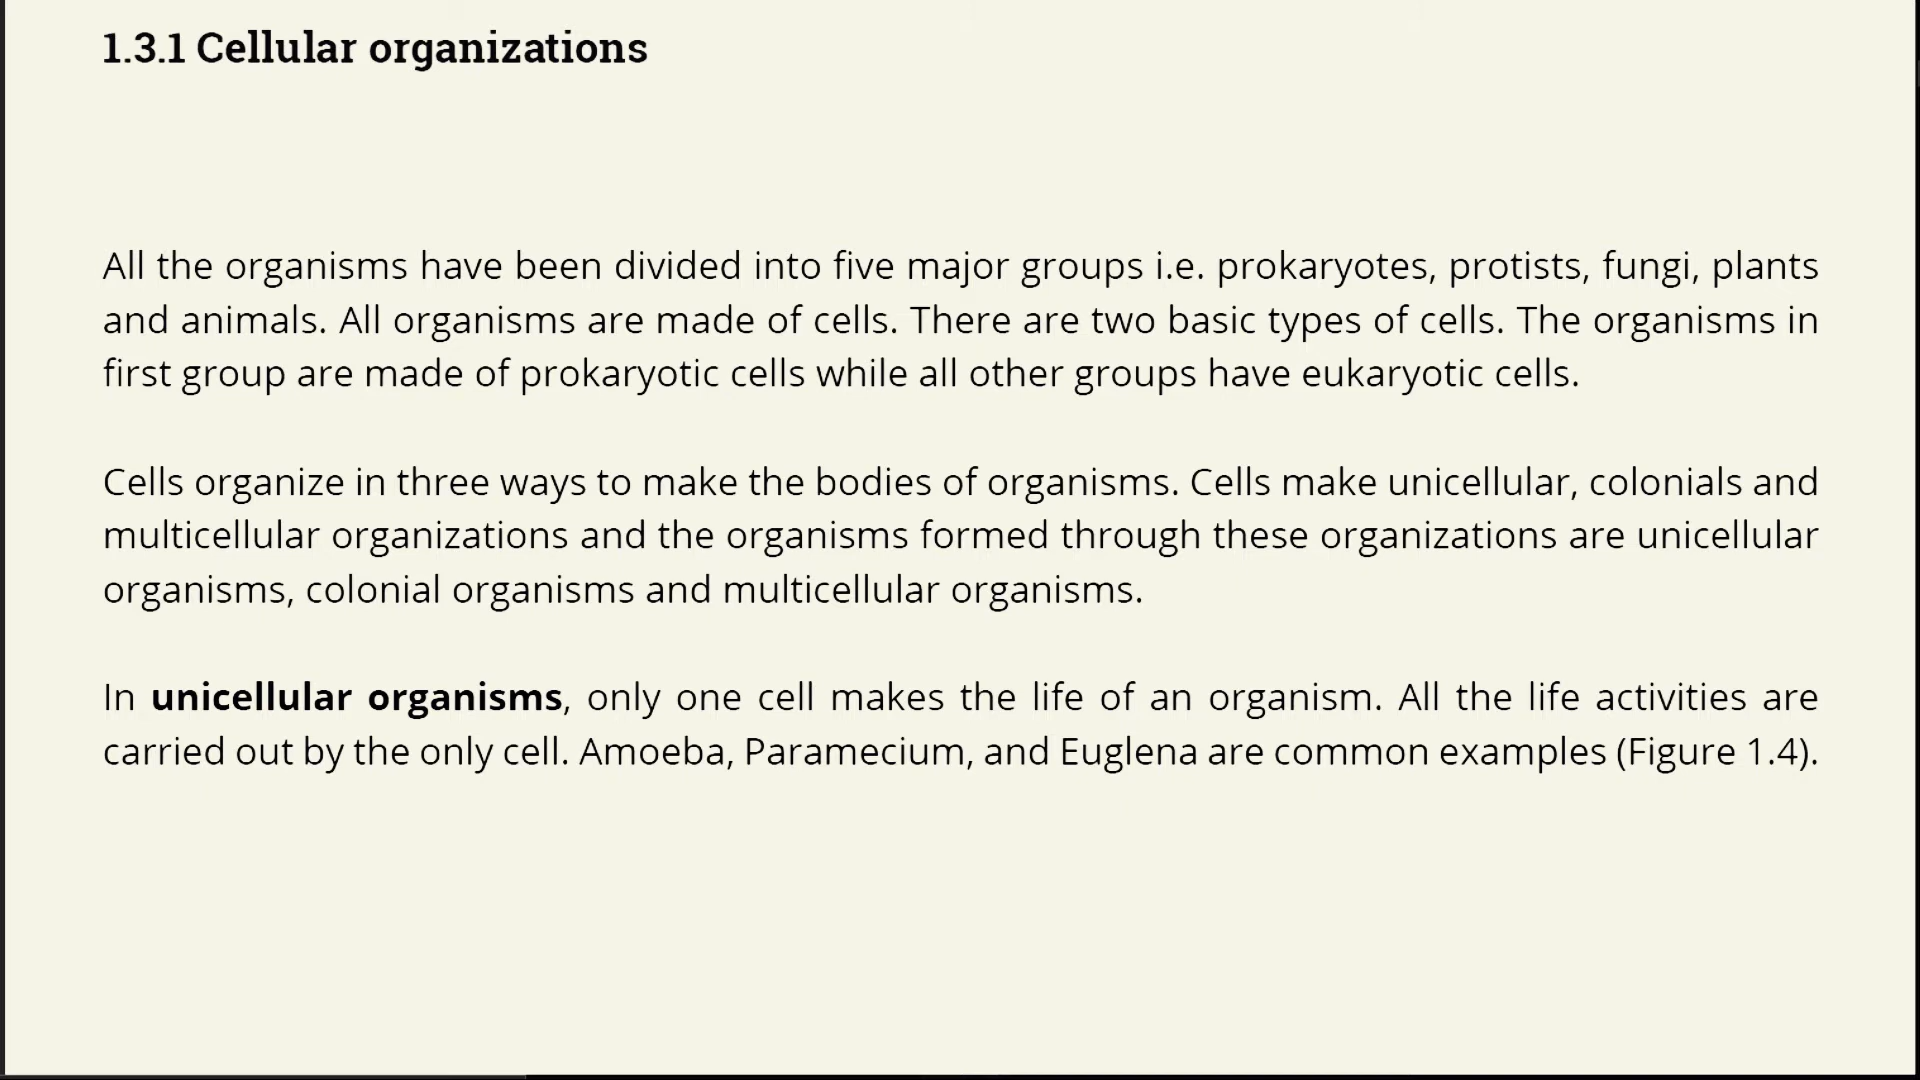 1.3.1 Cellular organizations
All the organisms have been divided into five major groups i.e. prokaryotes, protists, fungi, plants
and animals. All organisms are made of cells. There are two basic types of cells. The organisms in
first group are made of prokaryotic cells while all other groups have eukaryotic cells.
Cells organize in three ways to make the bodies of organisms. Cells make unicellular, colonials and
multicellular organizations and the organisms formed through these organizations are unicellular
organisms, colonial organisms and multicellular organisms.
In unicellular organisms, only one cell makes the life of an organism. All the life activities are
carried out by the only cell. Amoeba, Paramecium, and Euglena are common examples (Figure 1.4).